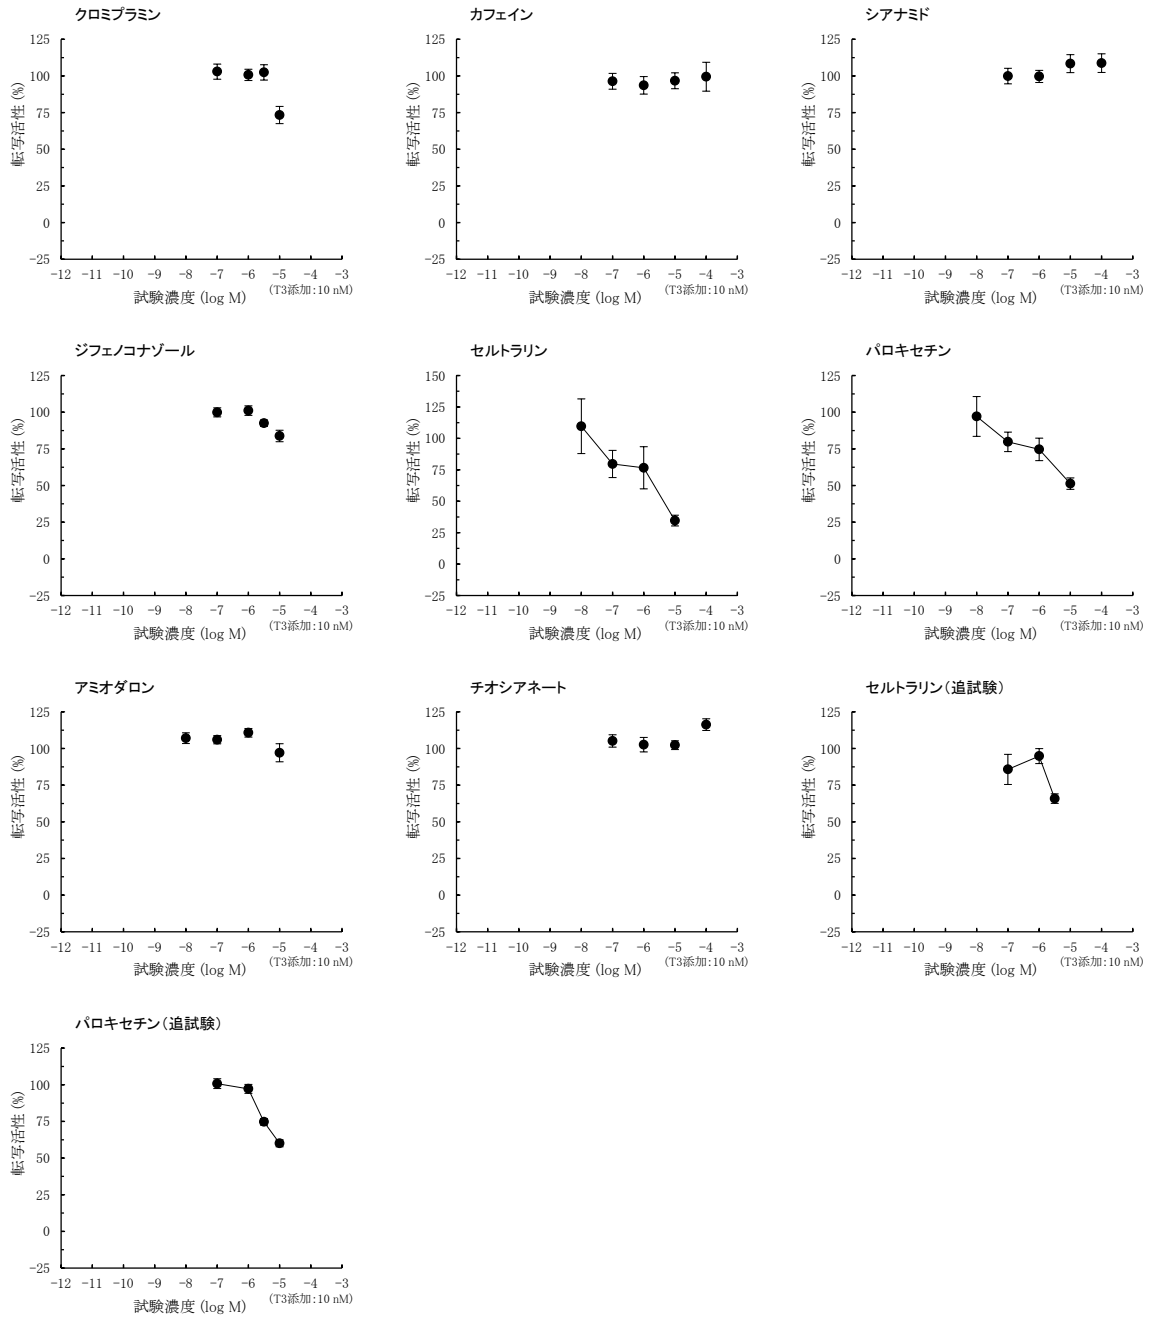 クロミプラミン
125
100
75
50
25
0
-25
転写活性 (%)
-12 -11 -10 -9 -8 -7 -6 -5 -4 -3
試験濃度 (log M)
(T3添加:10 nM)
カフェイン
125
100
75
50
25
0
-25
転写活性 (%)
-12 -11 -10 -9 -8 -7 -6 -5 -4 -3
試験濃度 (log M)
(T3添加:10 nM)
シアナミド
125
100
75
50
25
0
-25
転写活性 (%)
-12 -11 -10 -9 -8 -7 -6 -5 -4 -3
試験濃度 (log M)
(T3添加:10 nM)
ジフェノコナゾール
125
100
75
50
25
0
-25
転写活性 (%)
-12 -11 -10 -9 -8 -7 -6 -5 -4 -3
試験濃度 (log M)
(T3添加:10 nM)
セルトラリン
150
125
100
75
50
25
0
-25
転写活性 (%)
-12 -11 -10 -9 -8 -7 -6 -5 -4 -3
試験濃度 (log M)
(T3添加:10 nM)
パロキセチン
125
100
75
50
25
0
-25
転写活性 (%)
-12 -11 -10 -9 -8 -7 -6 -5 -4 -3
試験濃度 (log M)
(T3添加:10 nM)
アミオダロン
125
100
75
50
25
0
-25
転写活性 (%)
-12 -11 -10 -9 -8 -7 -6 -5 -4 -3
試験濃度 (log M)
(T3添加:10 nM)
チオシアネート
125
100
75
50
25
0
-25
転写活性 (%)
-12 -11 -10 -9 -8 -7 -6 -5 -4 -3
試験濃度 (log M)
(T3添加:10 nM)
セルトラリン（追試験）
125
100
75
50
25
0
-25
転写活性 (%)
-12 -11 -10 -9 -8 -7 -6 -5 -4 -3
試験濃度 (log M)
(T3添加:10 nM)
パロキセチン（追試験）
125
100
75
50
25
0
-25
転写活性 (%)
-12 -11 -10 -9 -8 -7 -6 -5 -4 -3
試験濃度 (log M)
(T3添加:10 nM)